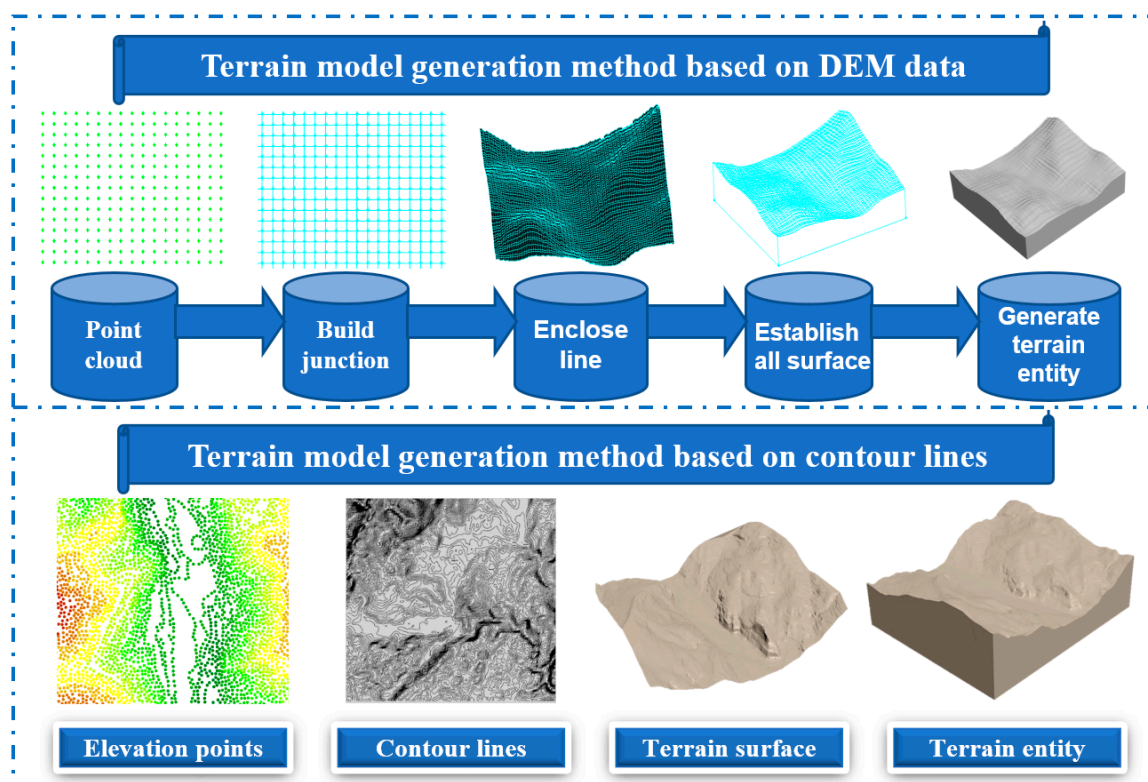 Terrain model generation method based on DEM data
Point
cloud
Build
junction
Enclose
line
Establish
all surface
Generate
terrain
entity
Terrain model generation method based on contour lines
Elevation points
Contour lines
Terrain surface
Terrain entity